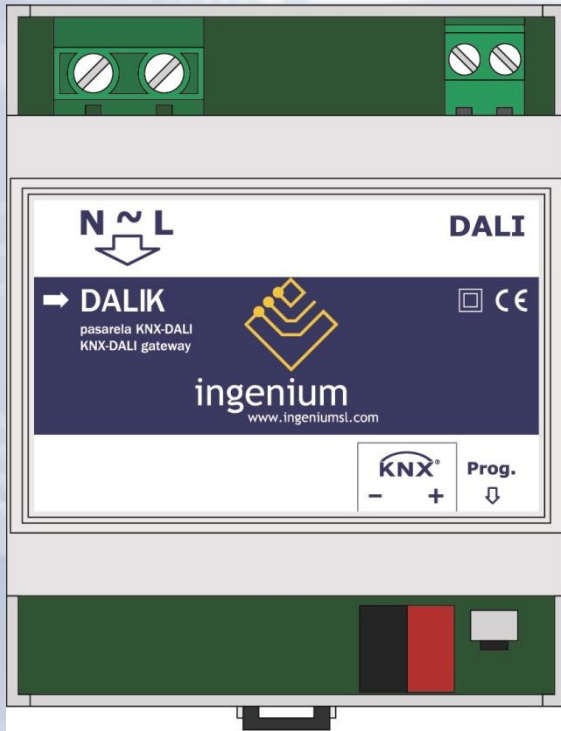 N ~ L
DALI
DALIK
pasarela KNX-DALI
KNX-DALI gateway
CE
ingenium
www.ingeniumsl.com
KNX®
- +
Prog.